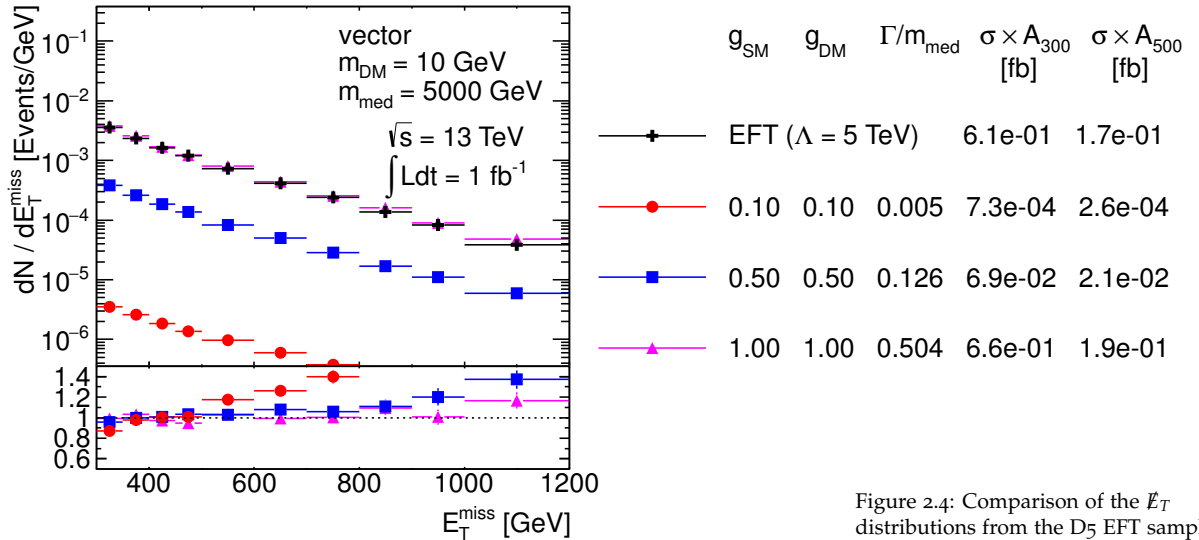 dN / dE_T^miss [Events/GeV]
10⁻¹
10⁻²
10⁻³
10⁻⁴
10⁻⁵
10⁻⁶
vector
m_DM = 10 GeV
m_med = 5000 GeV
√s = 13 TeV
∫Ldt = 1 fb⁻¹
1.4
1.2
1
0.8
0.6
400 600 800 1000 1200
E_T^miss [GeV]
g_SM g_DM Γ/m_med σ × A_300 σ × A_500
[fb] [fb]
EFT (Λ = 5 TeV) 6.1e-01 1.7e-01
0.10 0.10 0.005 7.3e-04 2.6e-04
0.50 0.50 0.126 6.9e-02 2.1e-02
1.00 1.00 0.504 6.6e-01 1.9e-01
Figure 2.4: Comparison of the E̸_T
distributions from the D5 EFT samp